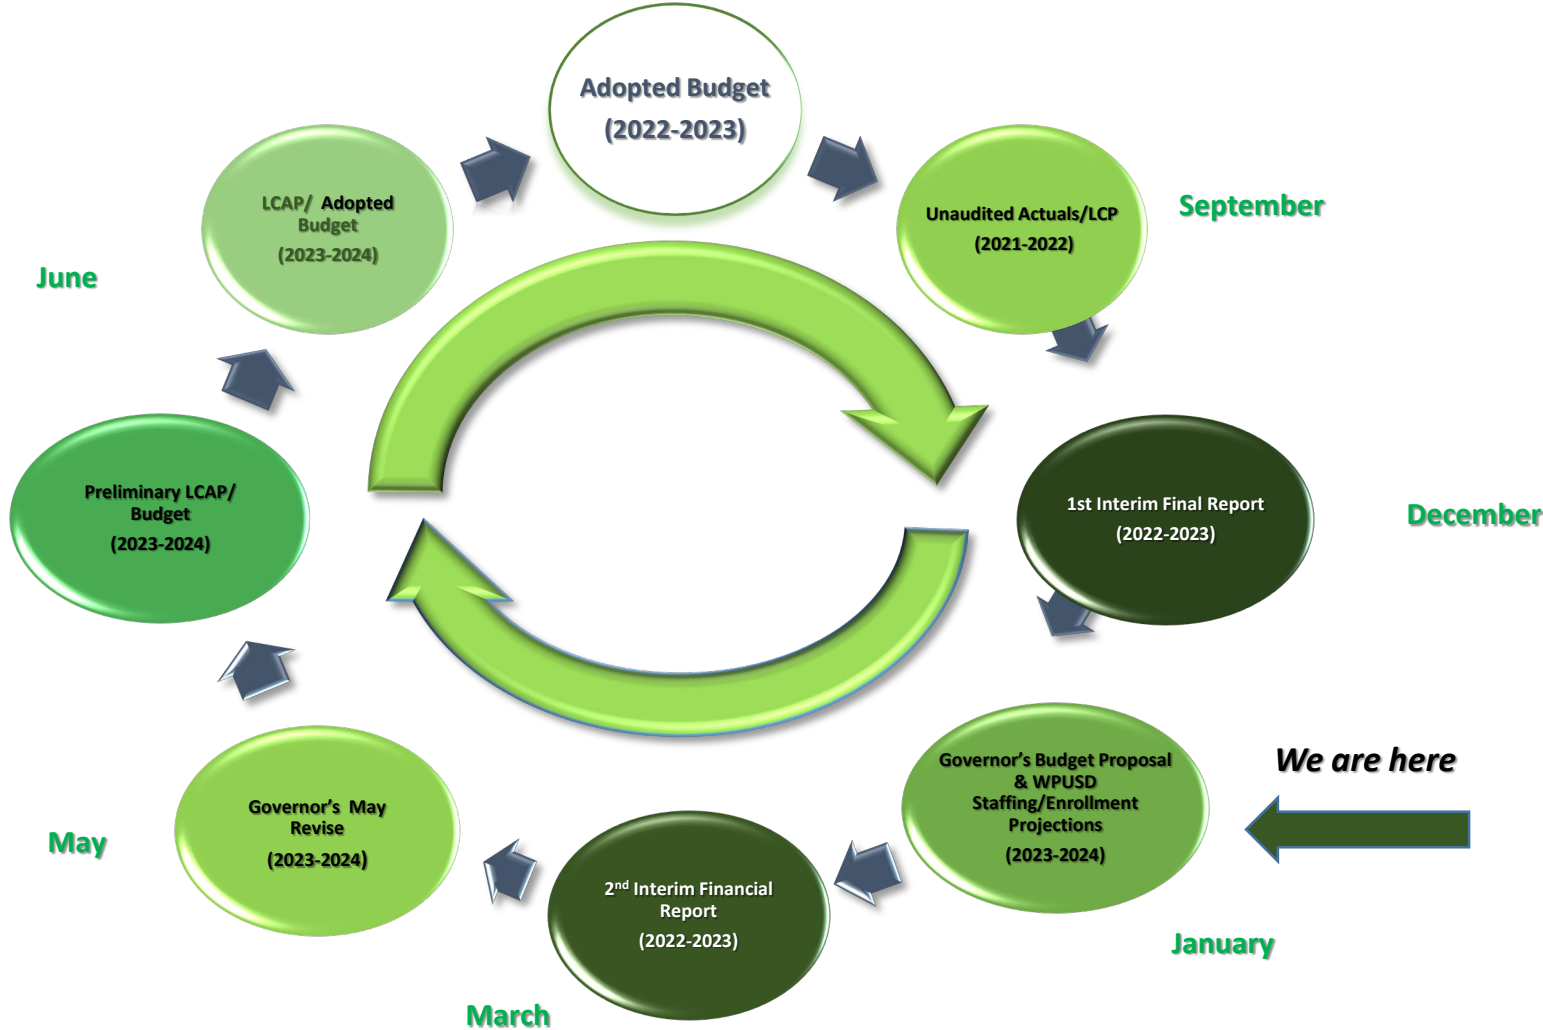 Adopted Budget
(2022-2023)
Unaudited Actuals/LCP
(2021-2022)
September
1st Interim Final Report
(2022-2023)
December
Governor's Budget Proposal
& WPUSD
Staffing/Enrollment
Projections
(2023-2024)
We are here
January
2nd Interim Financial
Report
(2022-2023)
March
Governor's May
Revise
(2023-2024)
May
Preliminary LCAP/
Budget
(2023-2024)
LCAP/ Adopted
Budget
(2023-2024)
June